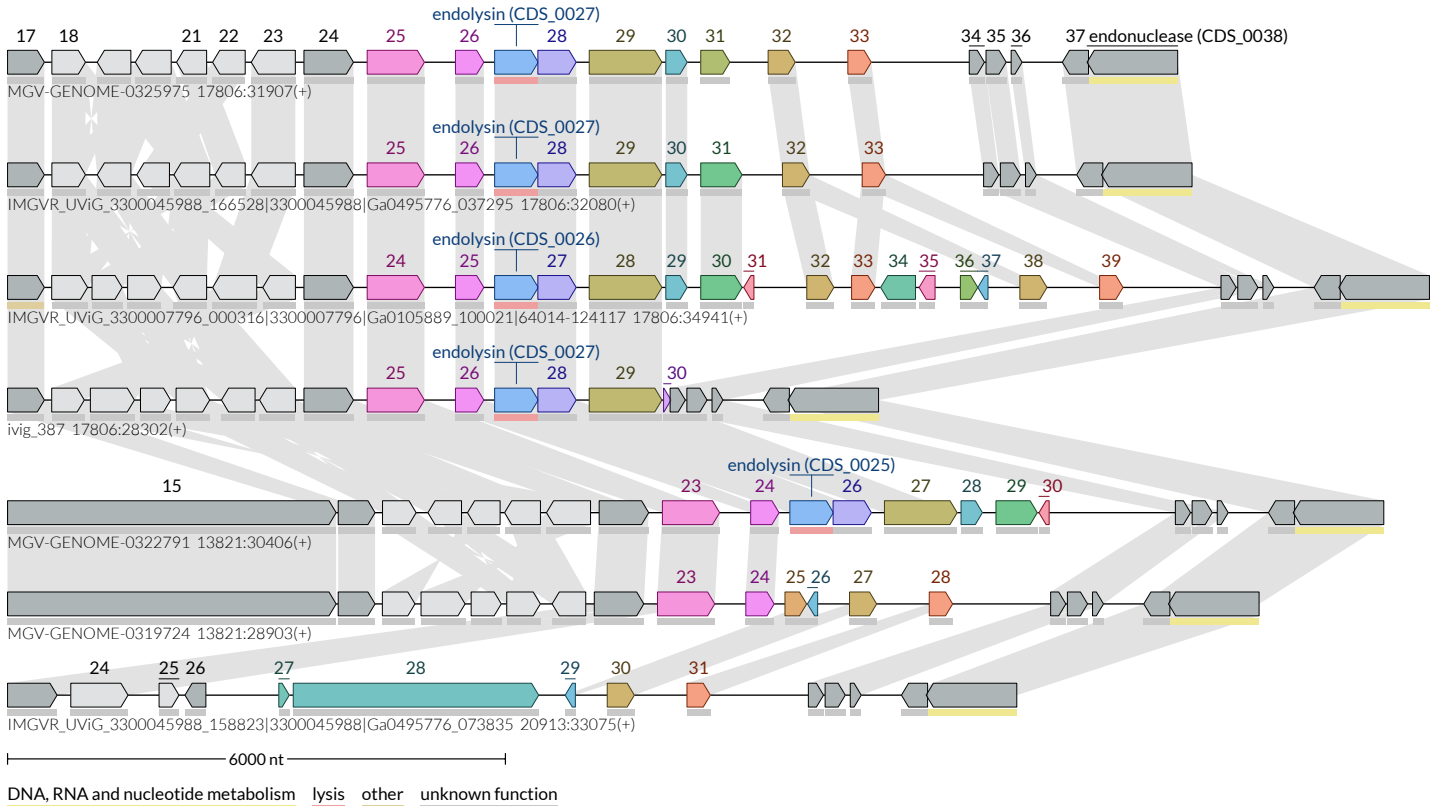 endolysin (CDS_0027)
17 18 21 22 23 24 25 26 28 29 30 31 32 33 34 35 36 37 endonuclease (CDS_0038)
MGV-GENOME-0325975 17806:31907(+)
endolysin (CDS_0027)
25 26 28 29 30 31 32 33
IMGVR_UViG_3300045988_166528|3300045988|Ga0495776_037295 17806:32080(+)
endolysin (CDS_0026)
24 25 27 28 29 30 31 32 33 34 35 36 37 38 39
IMGVR_UViG_3300007796_000316|3300007796|Ga0105889_100021|64014-124117 17806:34941(+)
endolysin (CDS_0027)
25 26 28 29 30
ivig_387 17806:28302(+)
endolysin (CDS_0025)
15 23 24 26 27 28 29 30
MGV-GENOME-0322791 13821:30406(+)
23 24 25 26 27 28
MGV-GENOME-0319724 13821:28903(+)
24 25 26 27 28 29 30 31
IMGVR_UViG_3300045988_158823|3300045988|Ga0495776_073835 20913:33075(+)
6000 nt
DNA, RNA and nucleotide metabolism lysis other unknown function